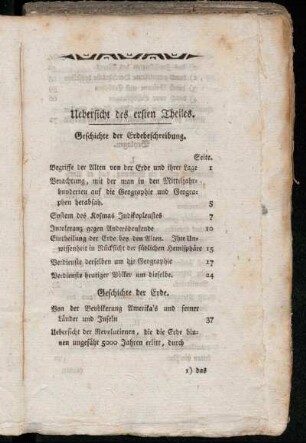 Uebersicht des ersten Theiles.
Geschichte der Erdebeschreibung.
Seite.
Begriffe der Alten von der Erde und ihrer Lage 1
Verachtung, mit der man in den Mitteljahr-
hunderten auf die Geographie und Geogra-
phen herabsah. 5
System des Kosmas Indikopleustes 7
Intoleranz gegen Andersdenkende 10
Eintheilung der Erde bey den Alten. Ihre Un-
wissenheit in Rücksicht der südlichen Hemisphäre 15
Verdienste derselben um die Geographie 17
Verdienste heutiger Völker um dieselbe. 24
Geschichte der Erde.
Von der Bevölkerung Amerika's und ferner
Länder und Inseln 37
Uebersicht der Revolutionen, die die Erde bin-
nen ungefähr 5000 Jahren erlitt, durch
1) das